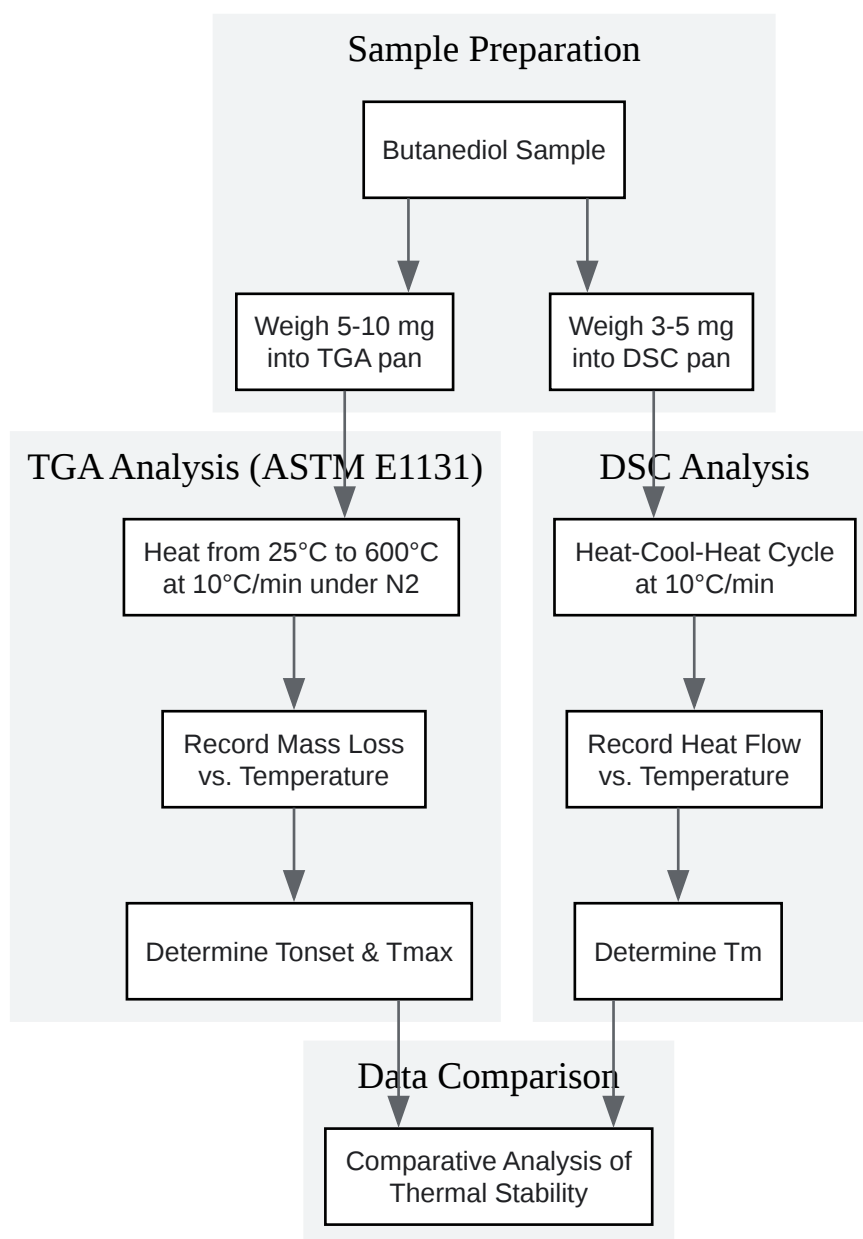 Sample Preparation
Butanediol Sample
Weigh 5-10 mg
into TGA pan
Weigh 3-5 mg
into DSC pan
TGA Analysis (ASTM E1131)
Heat from 25°C to 600°C
at 10°C/min under N2
Record Mass Loss
vs. Temperature
Determine Tonset & Tmax
DSC Analysis
Heat-Cool-Heat Cycle
at 10°C/min
Record Heat Flow
vs. Temperature
Determine Tm
Data Comparison
Comparative Analysis of
Thermal Stability